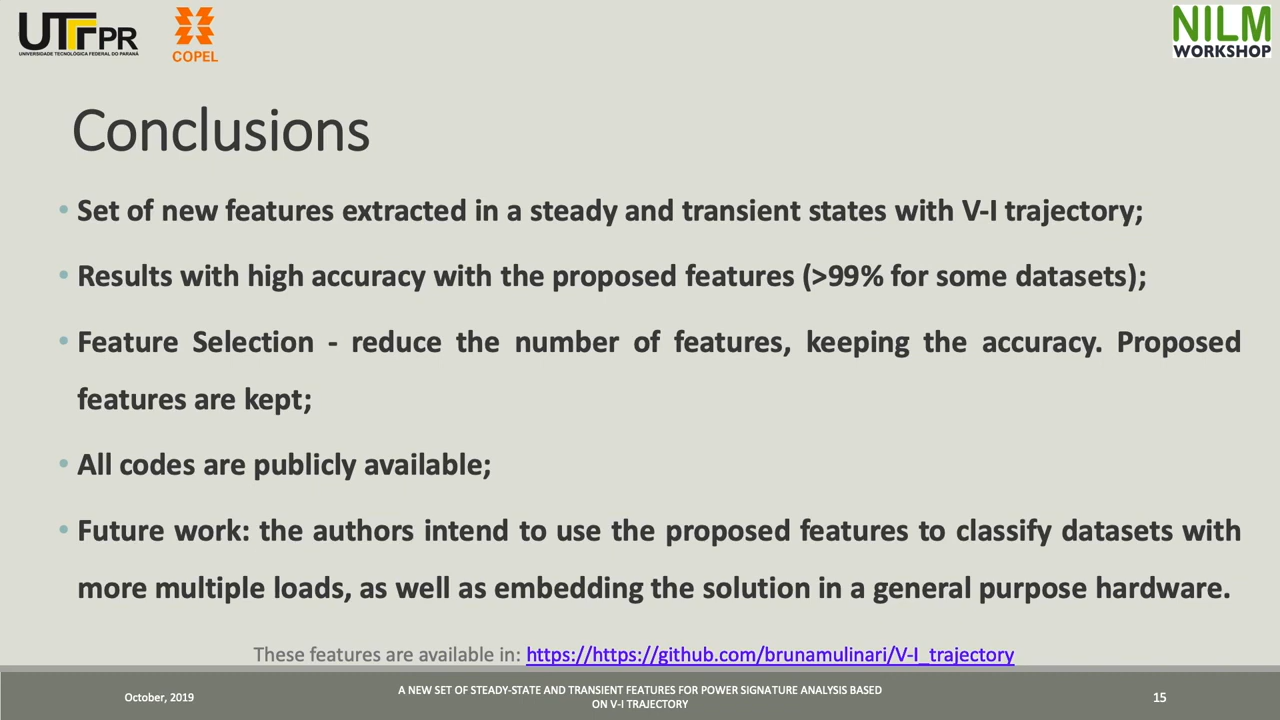 UTFPR
UNIVERSIDADE TECNOLÓGICA FEDERAL DO PARANÁ
COPEL
NILM
WORKSHOP
Conclusions
• Set of new features extracted in a steady and transient states with V-I trajectory;
• Results with high accuracy with the proposed features (>99% for some datasets);
• Feature Selection - reduce the number of features, keeping the accuracy. Proposed
features are kept;
• All codes are publicly available;
• Future work: the authors intend to use the proposed features to classify datasets with
more multiple loads, as well as embedding the solution in a general purpose hardware.
These features are available in: https://https://github.com/brunamulinari/V-I_trajectory
October, 2019
A NEW SET OF STEADY-STATE AND TRANSIENT FEATURES FOR POWER SIGNATURE ANALYSIS BASED
ON V-I TRAJECTORY
15